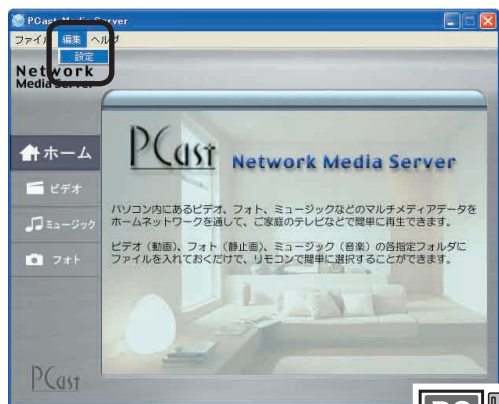 PCast Media Server
ファイル 編集 ヘルプ
設定
Network
Media Server
ホーム
ビデオ
ミュージック
フォト
PCast Network Media Server
パソコン内にあるビデオ、フォト、ミュージックなどのマルチメディアデータを
ホームネットワークを通して、ご家庭のテレビなどで簡単に再生できます。
ビデオ（動画）、フォト（静止画）、ミュージック（音楽）の各指定フォルダに
ファイルを入れておくだけで、リモコンで簡単に選択することができます。
PCast